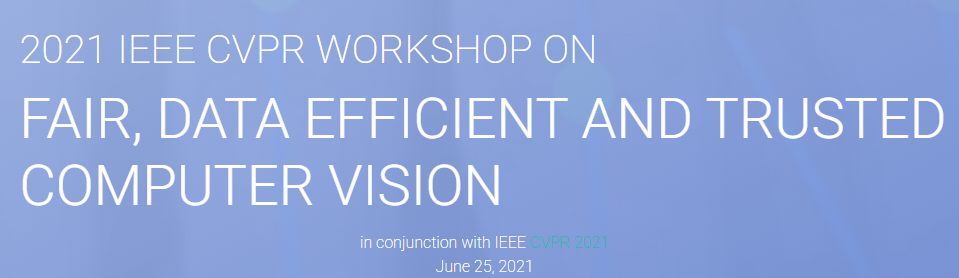 2021 IEEE CVPR WORKSHOP ON
FAIR, DATA EFFICIENT AND TRUSTED
COMPUTER VISION
in conjunction with IEEE CVPR 2021
June 25, 2021